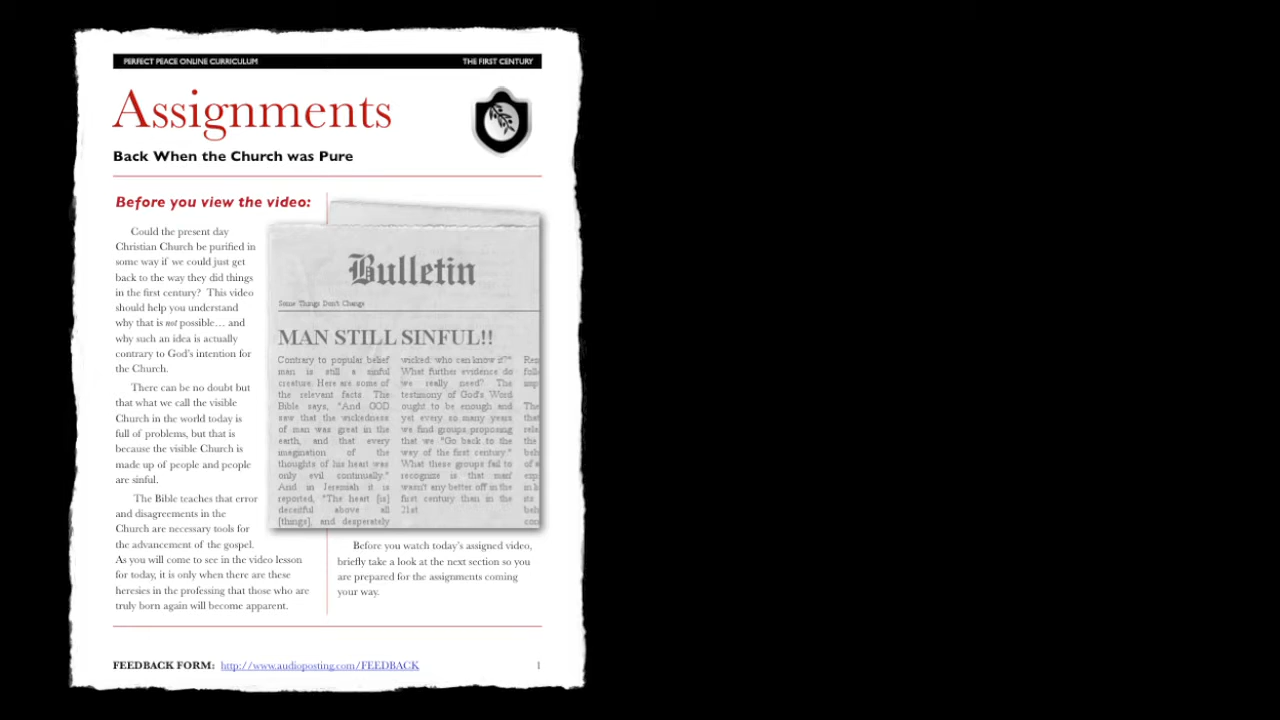 PERFECT PEACE ONLINE CURRICULUM
THE FIRST CENTURY
Assignments
Back When the Church was Pure
Before you view the video:
Could the present day
Christian Church be purified in
some way if we could just get
back to the way they did things
in the first century? This video
should help you understand
why that is not possible… and
why such an idea is actually
contrary to God's intention for
the Church.
There can be no doubt but
that what we call the visible
Church in the world today is
full of problems, but that is
because the visible Church is
made up of people and people
are sinful.
The Bible teaches that error
and disagreements in the
Church are necessary tools for
the advancement of the gospel.
As you will come to see in the video lesson
for today, it is only when there are these
heresies in the professing that those who are
truly born again will become apparent.
Bulletin
Some Things Don't Change
MAN STILL SINFUL!!
Contrary to popular belief
man is still a sinful
creature. Here are some of
the relevant facts. The
Bible says, "And GOD
saw that the wickedness
of man was great in the
earth, and that every
imagination of the
thoughts of his heart was
only evil continually."
And in Jeremiah it is
reported, "The heart [is]
deceitful above all
[things], and desperately
wicked: who can know it?"
What further evidence do
we really need? The
testimony of God's Word
ought to be enough and
yet every so many years
we find groups proposing
that we "Go back to the
way of the first century."
What these groups fail to
recognize is that man
wasn't any better off in the
first century than in the
21st
Before you watch today's assigned video,
briefly take a look at the next section so you
are prepared for the assignments coming
your way.
FEEDBACK FORM: http://www.audioposting.com/FEEDBACK
1